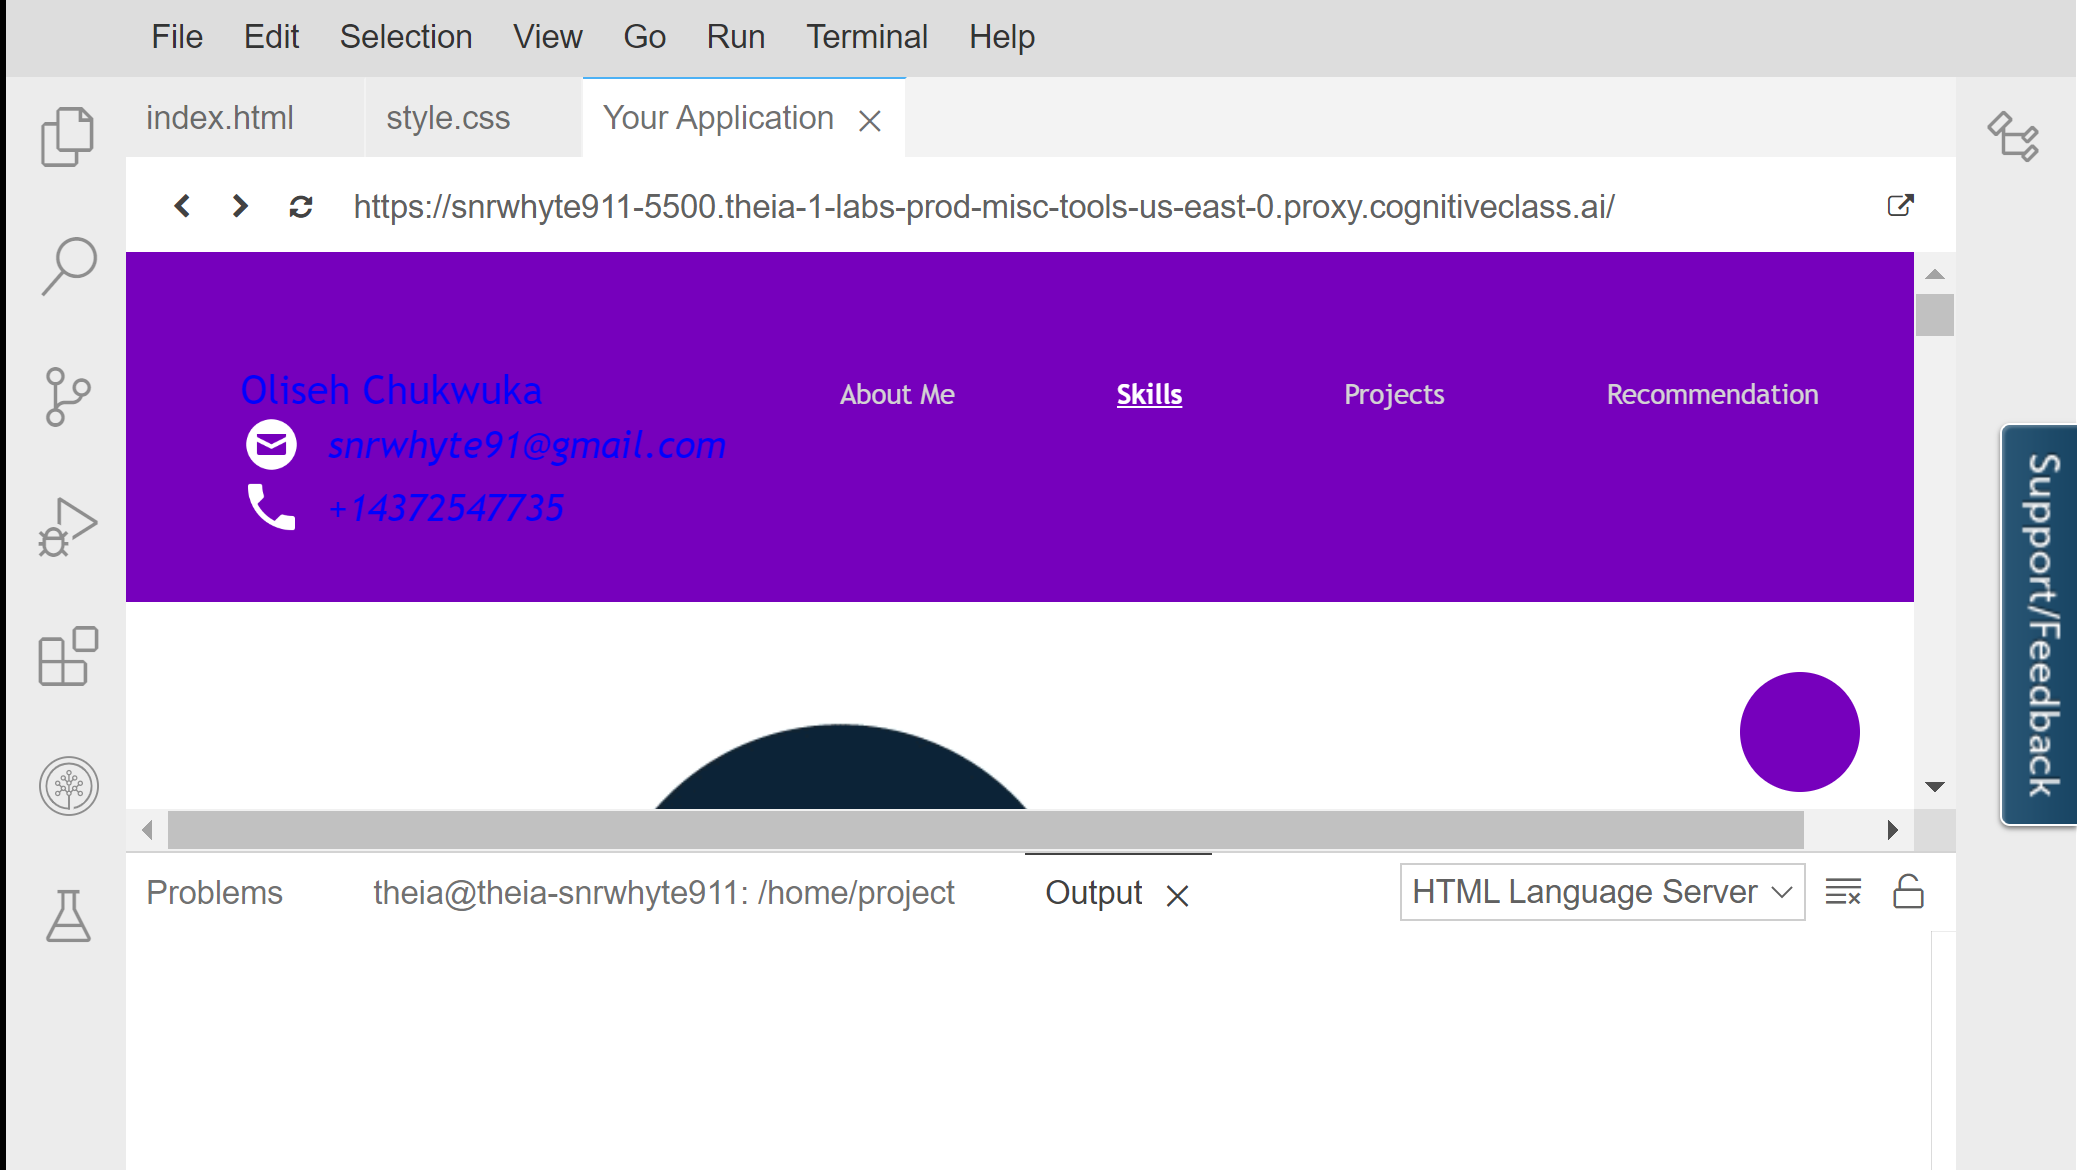 File Edit Selection View Go Run Terminal Help
index.html style.css Your Application
https://snrwhyte911-5500.theia-1-labs-prod-misc-tools-us-east-0.proxy.cognitiveclass.ai/
Oliseh Chukwuka About Me Skills Projects Recommendation
snrwhyte91@gmail.com
+14372547735
Support/Feedback
Problems theia@theia-snrwhyte911: /home/project Output HTML Language Server